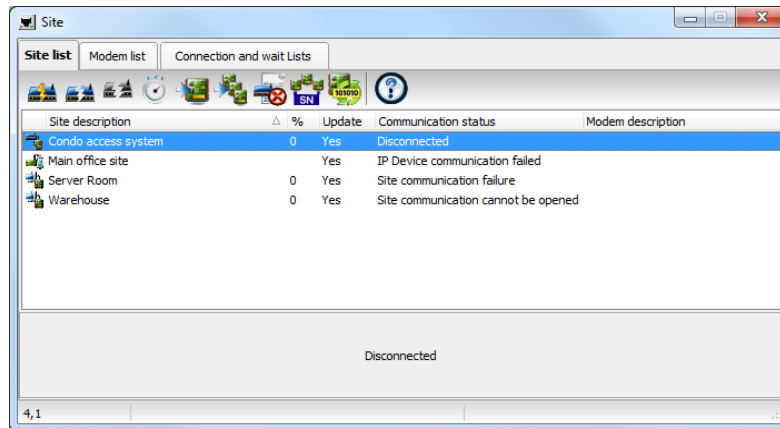 Site
Site list Modem list Connection and wait Lists
SN 101010 ?
Site description % Update Communication status Modem description
Condo access system 0 Yes Disconnected
Main office site Yes IP Device communication failed
Server Room 0 Yes Site communication failure
Warehouse 0 Yes Site communication cannot be opened
Disconnected
4,1